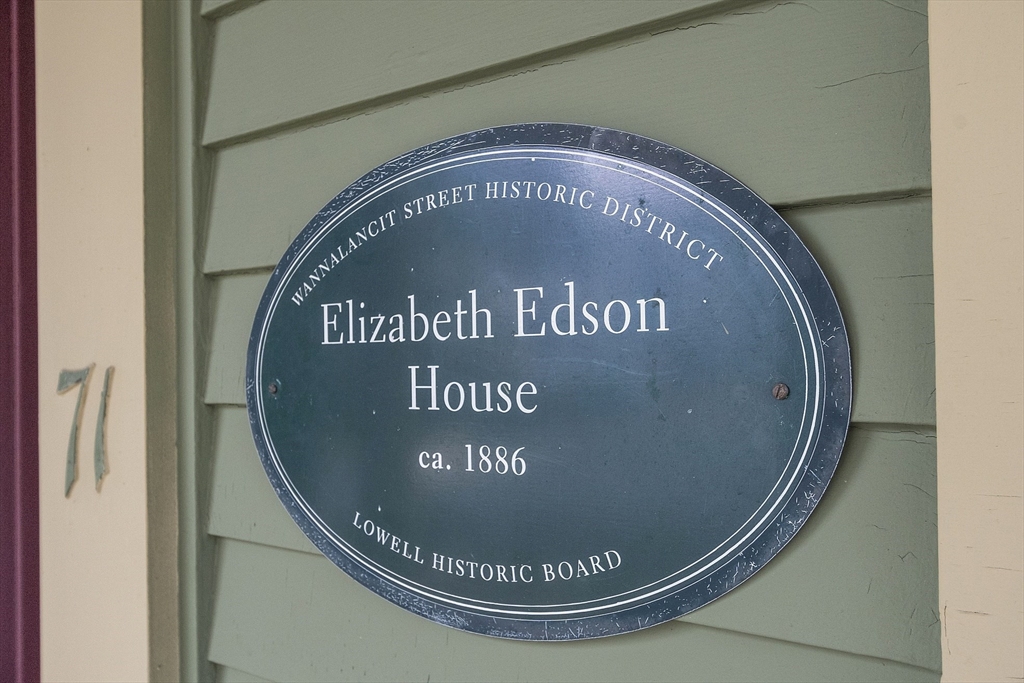 71
WANNALANCIT STREET HISTORIC DISTRICT
Elizabeth Edson
House
ca. 1886
LOWELL HISTORIC BOARD